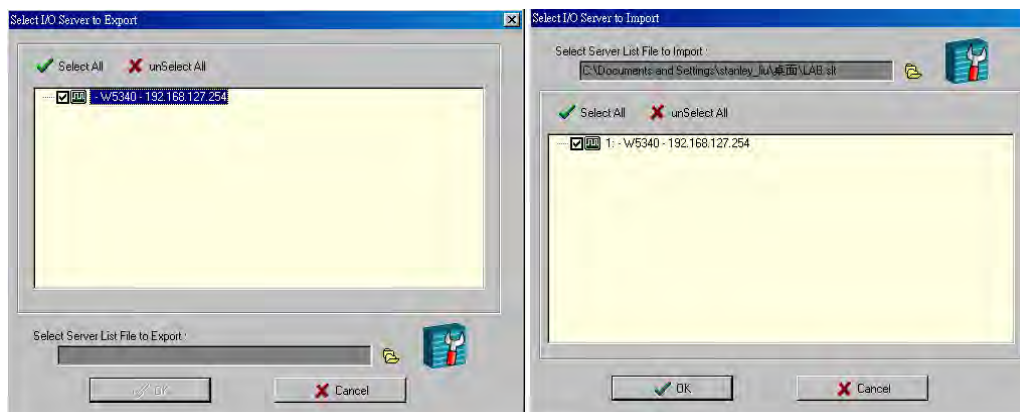 Select I/O Server to Export
Select All unSelect All
- W5340 - 192.168.127.254
Select Server List File to Export :
OK Cancel
Select I/O Server to Import
Select Server List File to Import :
C:\Documents and Settings\stanley_liu\桌面\LAB.slt
Select All unSelect All
1: - W5340 - 192.168.127.254
OK Cancel